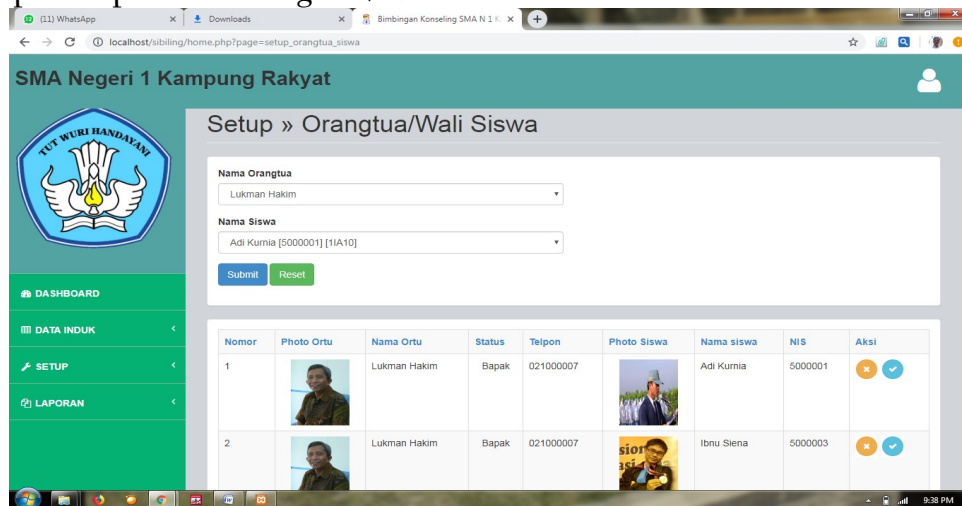 (11) WhatsApp
Downloads
Bimbingan Konseling SMA N 1 K
localhost/sibiling/home.php?page=setup_orangtua_siswa
SMA Negeri 1 Kampung Rakyat
TUT WURI HANDAYANI
Setup » Orangtua/Wali Siswa
Nama Orangtua
Lukman Hakim
Nama Siswa
Adi Kurnia [5000001] [1IA10]
Submit Reset
DASHBOARD
DATA INDUK
SETUP
LAPORAN
Nomor Photo Ortu Nama Ortu Status Telpon Photo Siswa Nama siswa NIS Aksi
1 Lukman Hakim Bapak 021000007 Adi Kurnia 5000001
2 Lukman Hakim Bapak 021000007 Ibnu Siena 5000003
9:38 PM